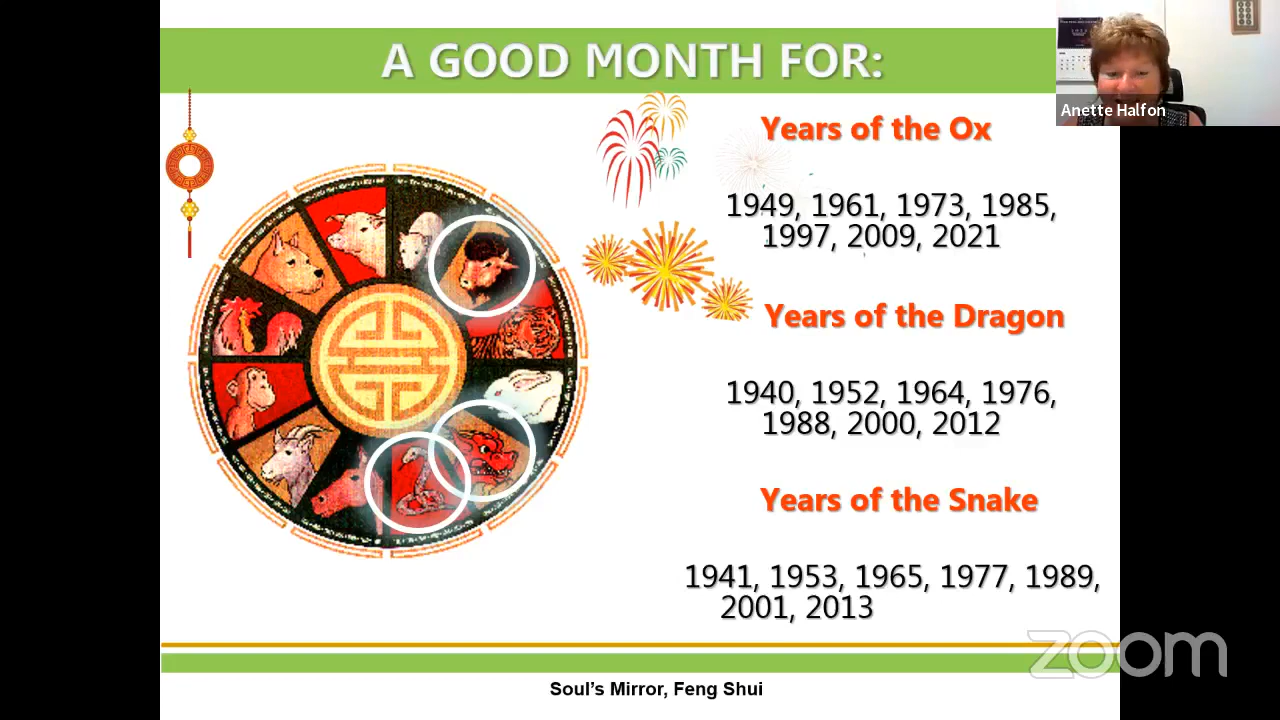 A GOOD MONTH FOR:
Anette Halfon
Years of the Ox
1949, 1961, 1973, 1985,
1997, 2009, 2021
Years of the Dragon
1940, 1952, 1964, 1976,
1988, 2000, 2012
Years of the Snake
1941, 1953, 1965, 1977, 1989,
2001, 2013
zoom
Soul's Mirror, Feng Shui